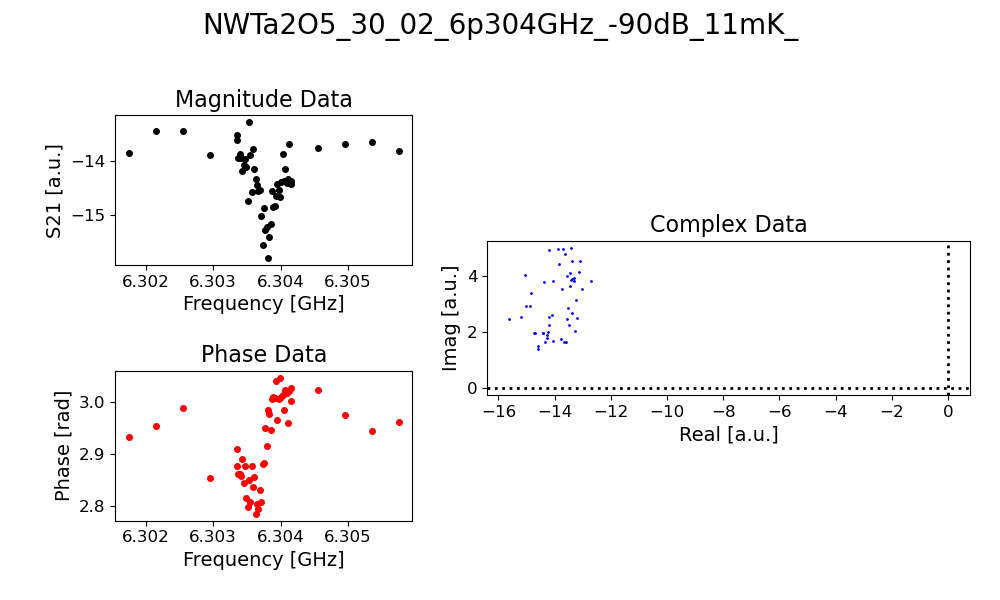 NWTa2O5_30_02_6p304GHz_-90dB_11mK_
Magnitude Data
S21 [a.u.]
−14
−15
6.302 6.303 6.304 6.305
Frequency [GHz]
Phase Data
Phase [rad]
3.0
2.9
2.8
6.302 6.303 6.304 6.305
Frequency [GHz]
Complex Data
Imag [a.u.]
4
2
0
−16 −14 −12 −10 −8 −6 −4 −2 0
Real [a.u.]